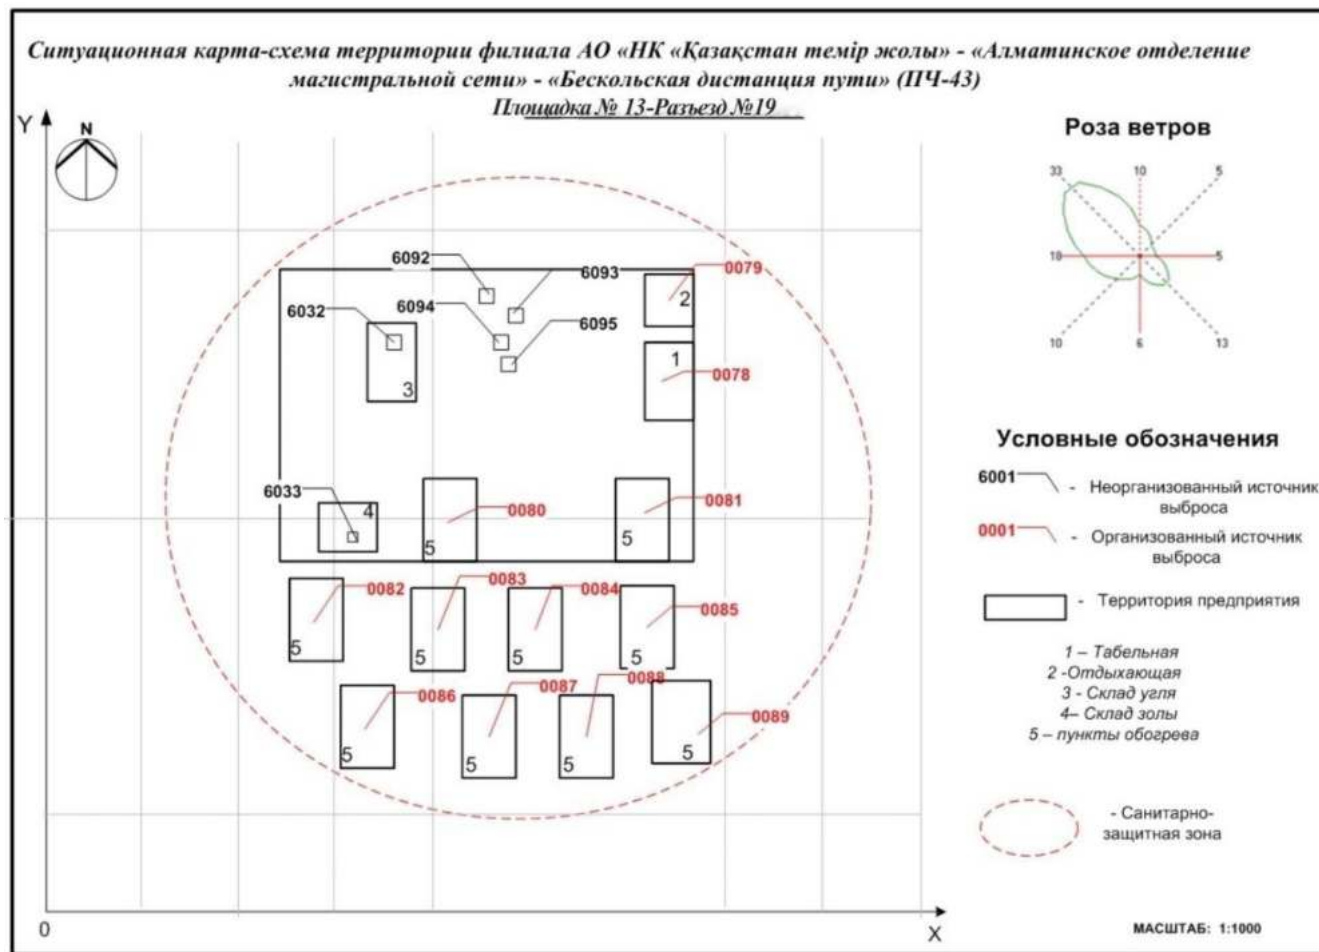 Ситуационная карта-схема территории филиала АО «НК «Қазақстан темір жолы» - «Алматинское отделение
магистральной сети» - «Бескольская дистанция пути» (ПЧ-43)
Площадка № 13-Разъезд №19
Y
N
6092
6093
0079
2
6094
6032
6095
1
0078
3
6033
4
0080
0081
5
5
0082
0083
0084
0085
5
5
5
5
0086
0087
0088
0089
5
5
5
5
0
X
Роза ветров
33
10
5
18
5
10
6
13
Условные обозначения
6001
- Неорганизованный источник
выброса
0001
- Организованный источник
выброса
- Территория предприятия
1 – Табельная
2 -Отдыхающая
3 - Склад угля
4– Склад золы
5 – пункты обогрева
- Санитарно-
защитная зона
МАСШТАБ: 1:1000